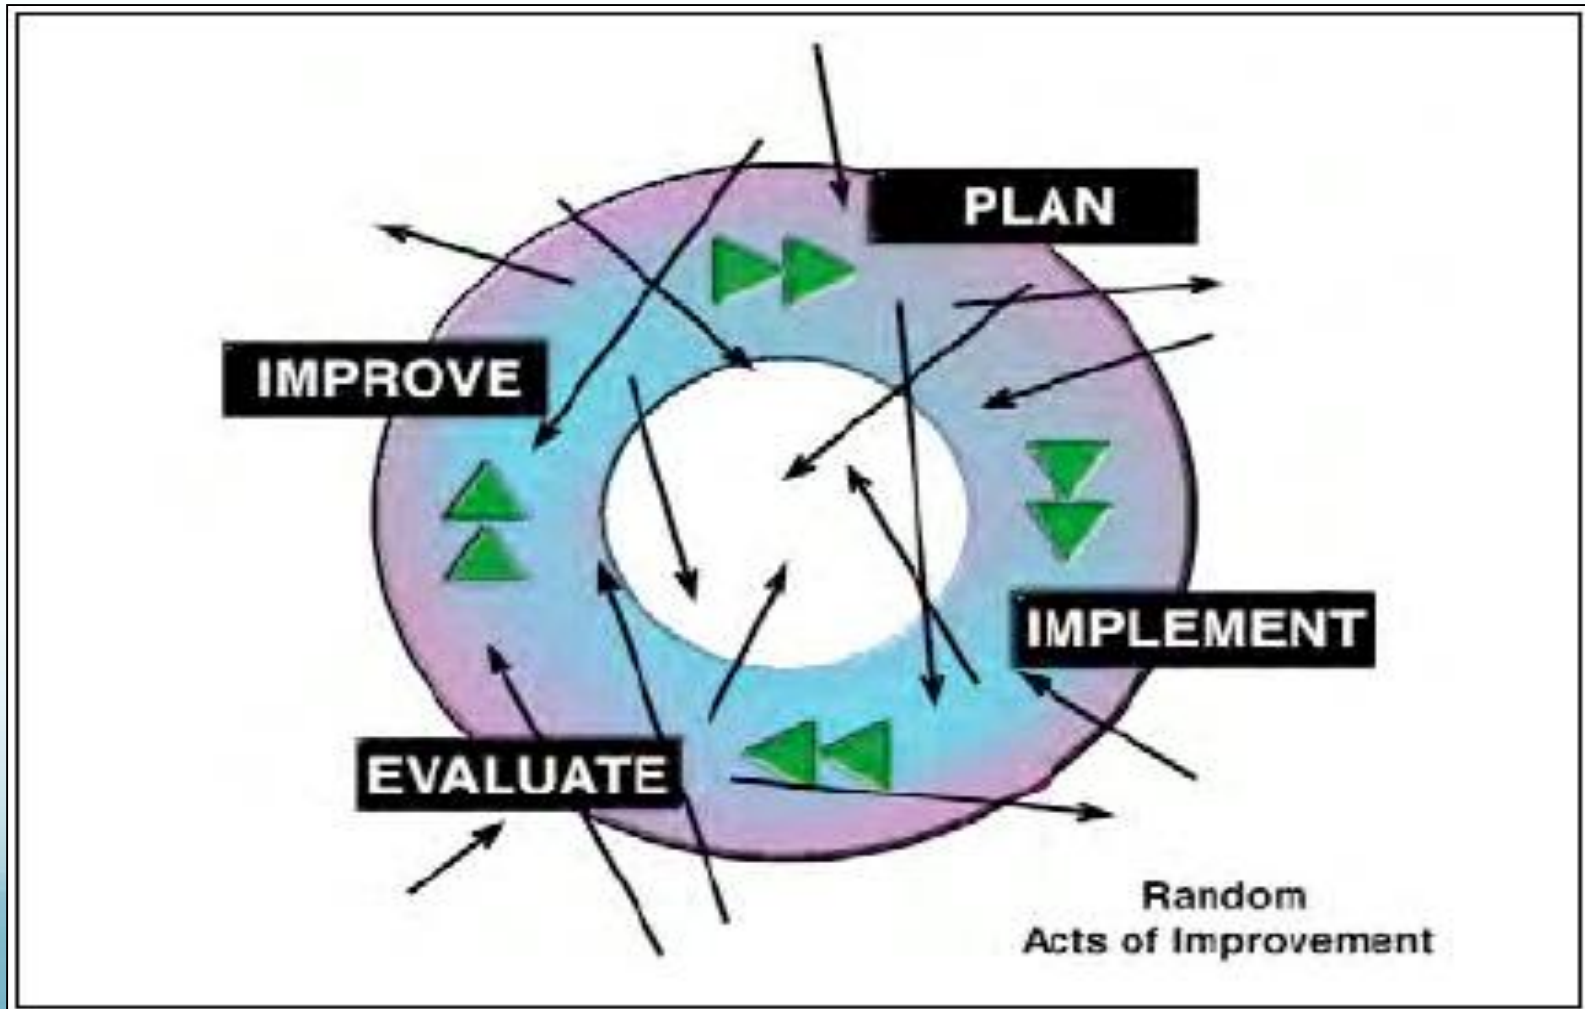 PLAN
IMPROVE
IMPLEMENT
EVALUATE
Random
Acts of Improvement